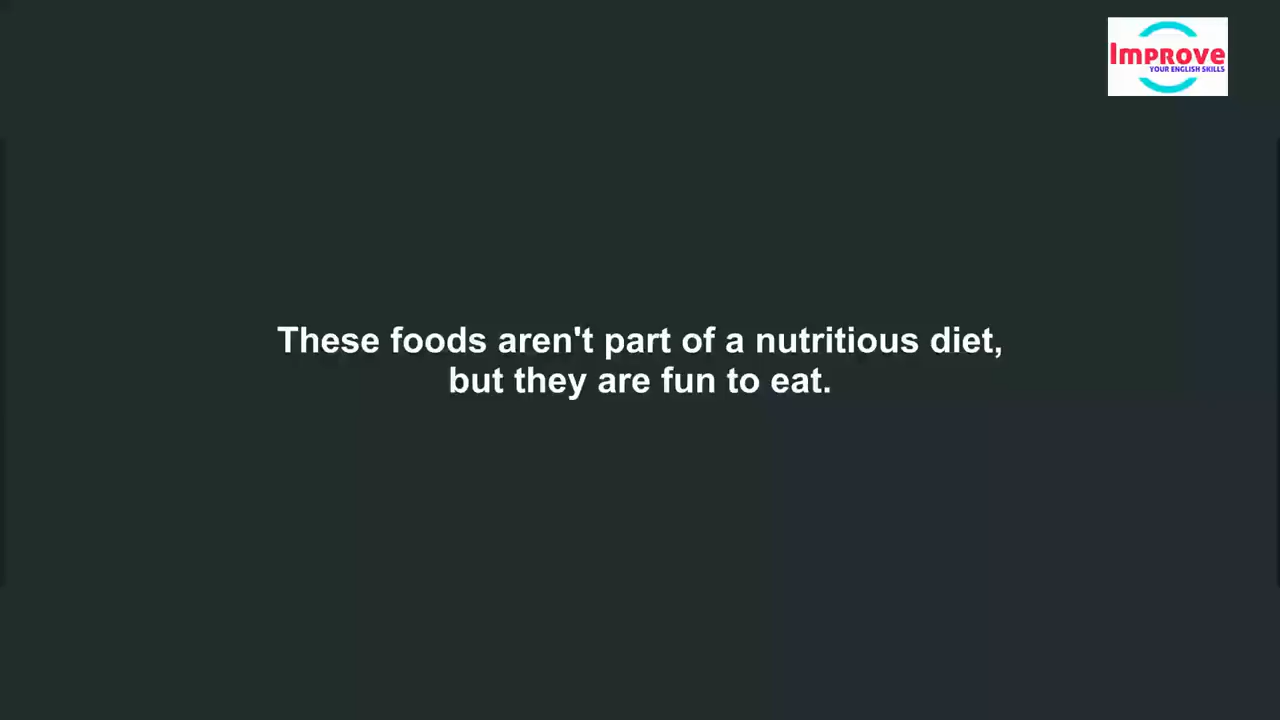 Improve
YOUR ENGLISH SKILLS
These foods aren't part of a nutritious diet,
but they are fun to eat.